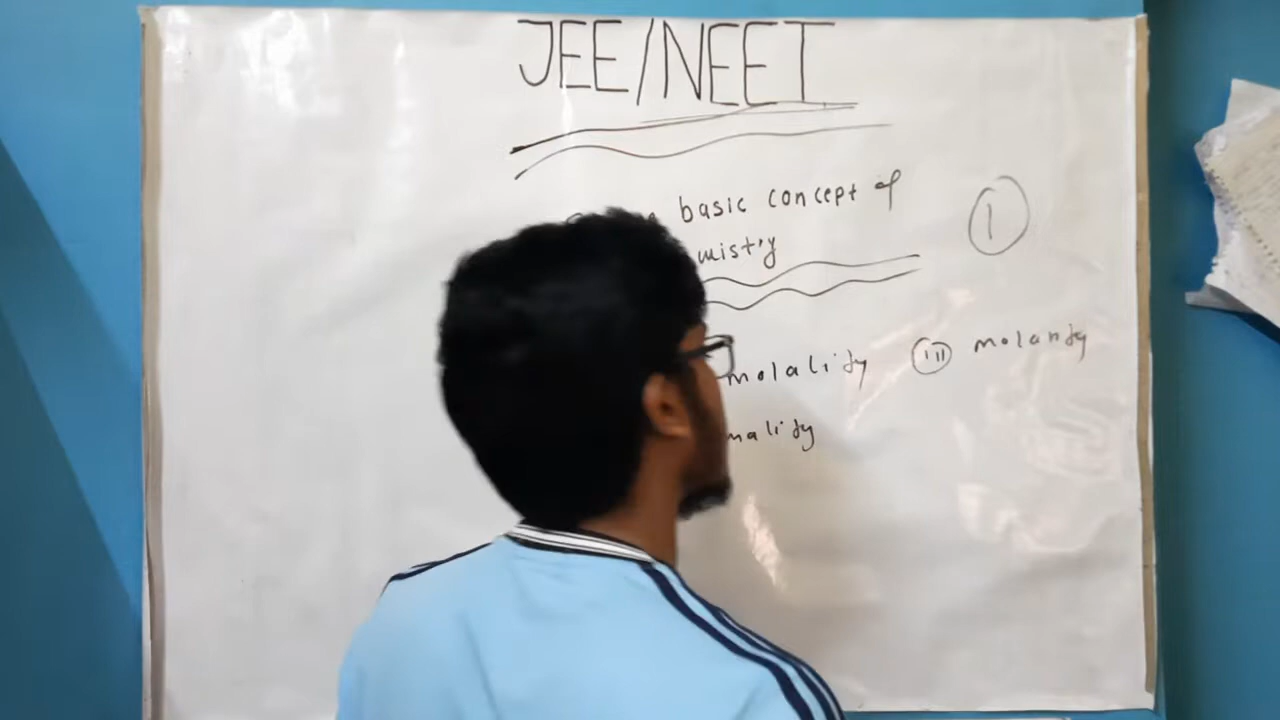 JEE/NEET
basic concept of
mistry
①
molality (iii) molarity
mality